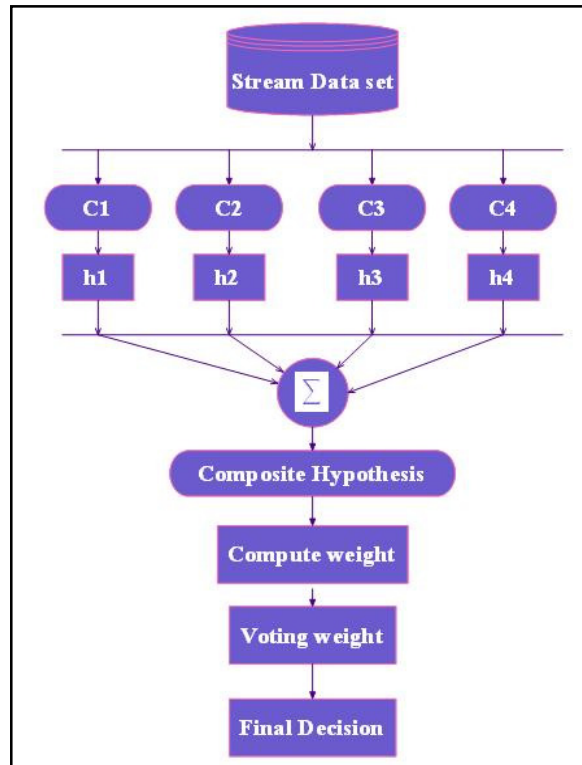 Stream Data set
C1 C2 C3 C4
h1 h2 h3 h4
∑
Composite Hypothesis
Compute weight
Voting weight
Final Decision